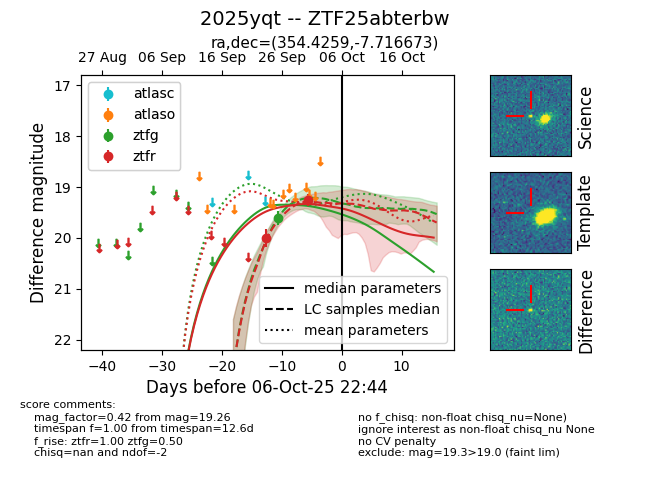 2025yqt -- ZTF25abterbw
ra,dec=(354.4259,-7.716673)
27 Aug 06 Sep 16 Sep 26 Sep 06 Oct 16 Oct
17
18
19
20
21
22
Difference magnitude
atlasc
atlaso
ztfg
ztfr
median parameters
LC samples median
mean parameters
−40 −30 −20 −10 0 10
Days before 06-Oct-25 22:44
Science
Template
Difference
score comments:
mag_factor=0.42 from mag=19.26
timespan f=1.00 from timespan=12.6d
f_rise: ztfr=1.00 ztfg=0.50
chisq=nan and ndof=-2
no f_chisq: non-float chisq_nu=None)
ignore interest as non-float chisq_nu None
no CV penalty
exclude: mag=19.3>19.0 (faint lim)